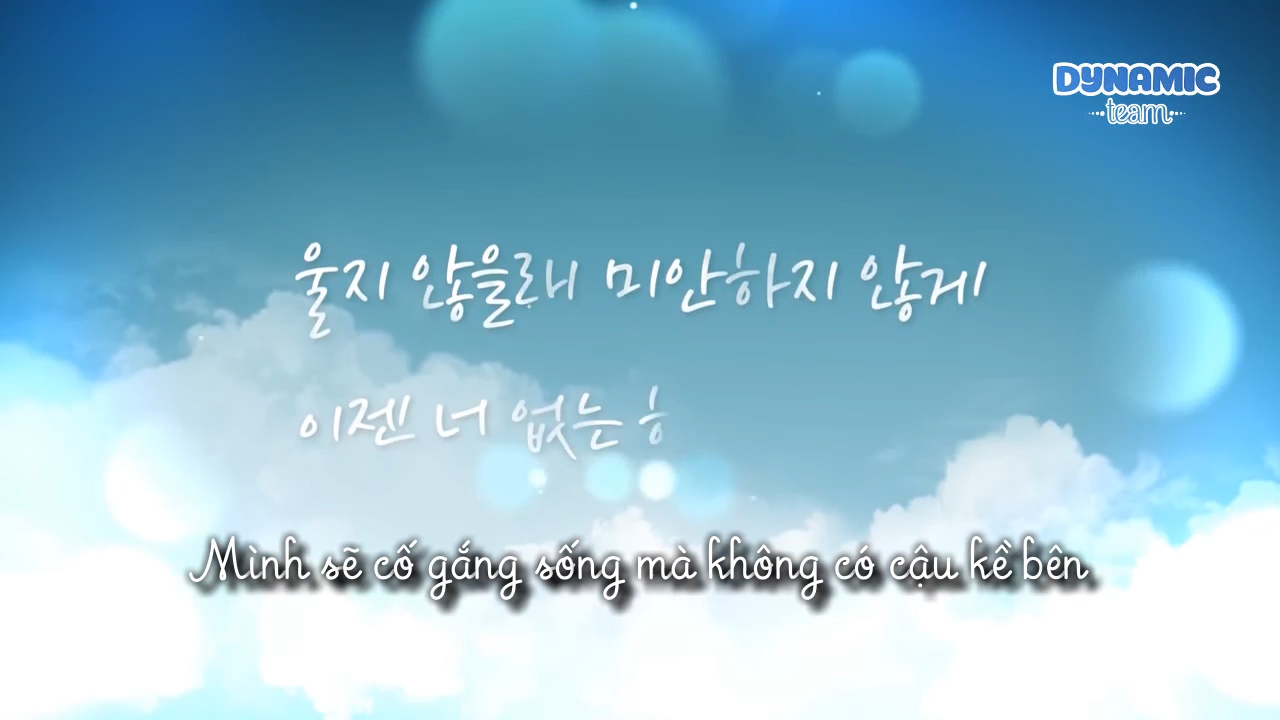 DYNAMIC
team
울지 않을래 미안하지 않게
이젠 너 없는 ㅎ
Mình sẽ cố gắng sống mà không có cậu kề bên